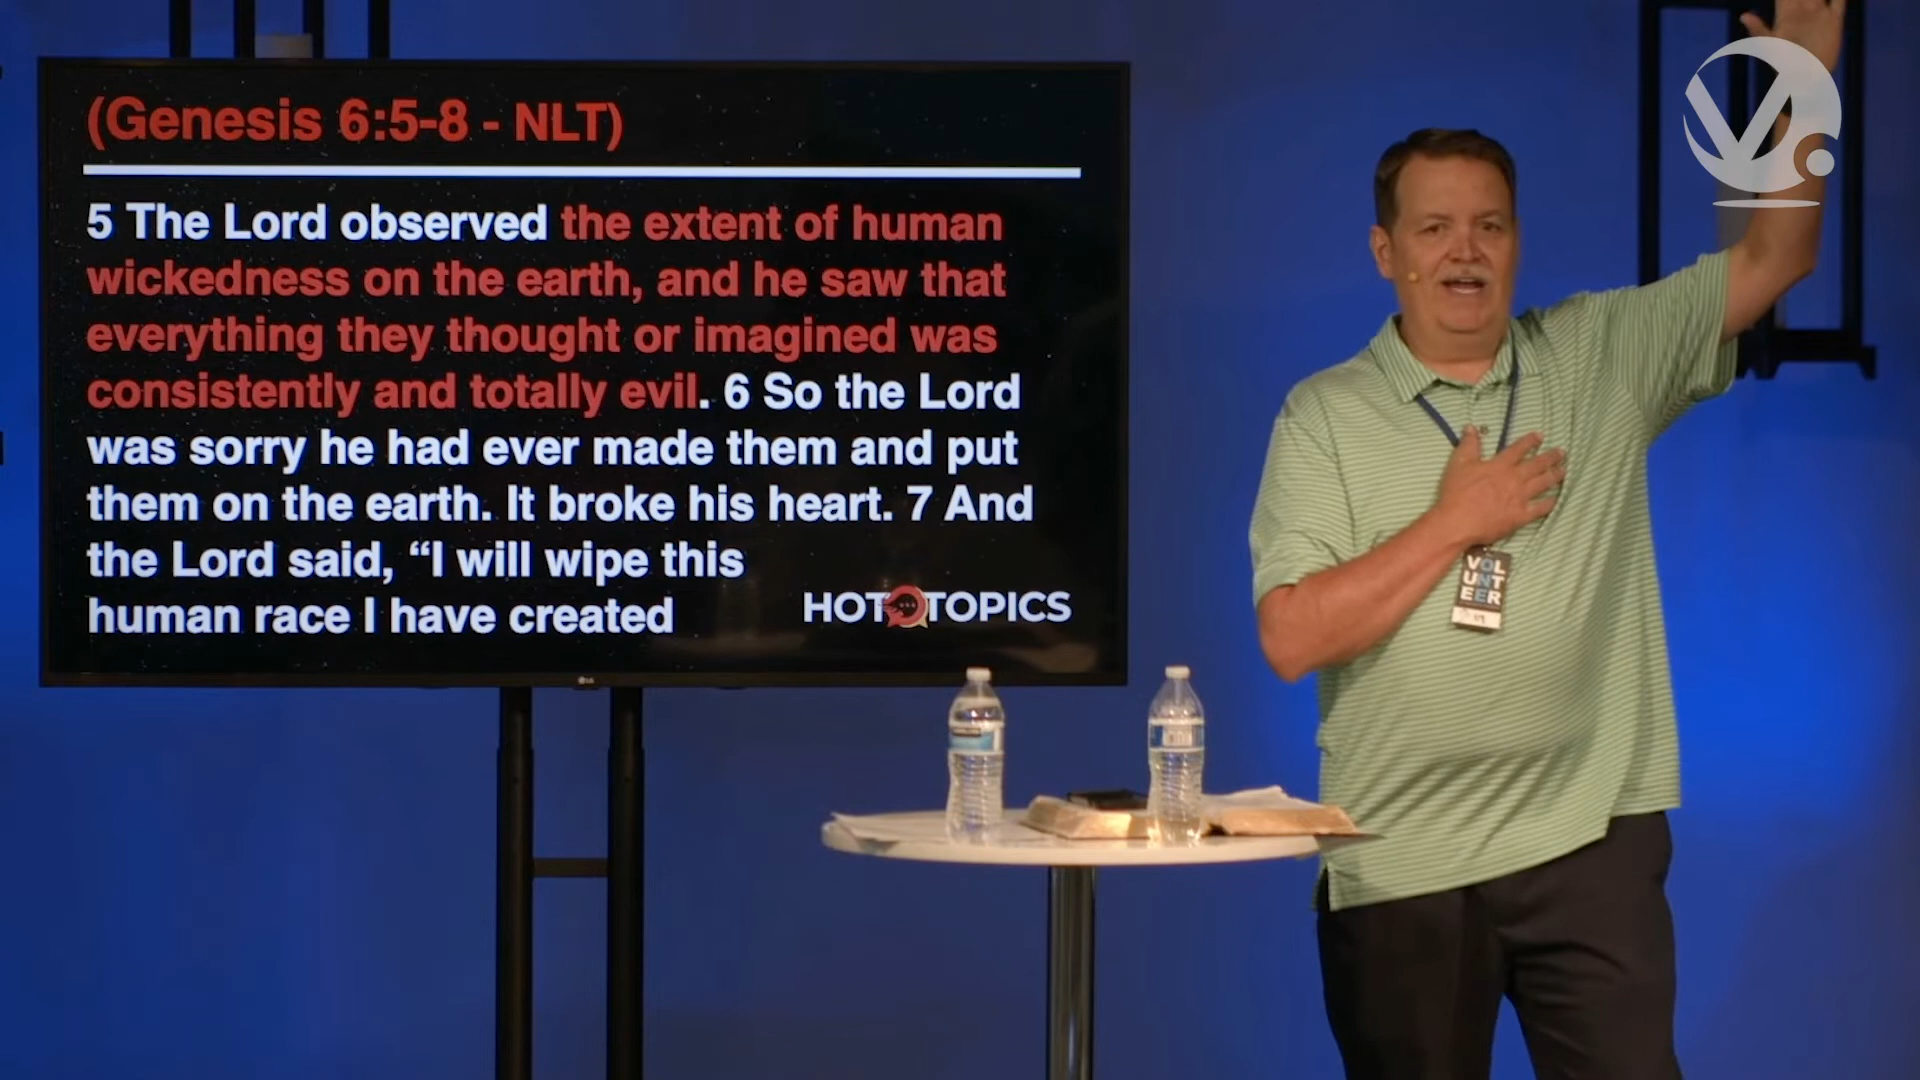 (Genesis 6:5-8 - NLT)
5 The Lord observed the extent of human
wickedness on the earth, and he saw that
everything they thought or imagined was
consistently and totally evil. 6 So the Lord
was sorry he had ever made them and put
them on the earth. It broke his heart. 7 And
the Lord said, “I will wipe this
human race I have created
HOT TOPICS
LG
VOL
UNT
EER
V.